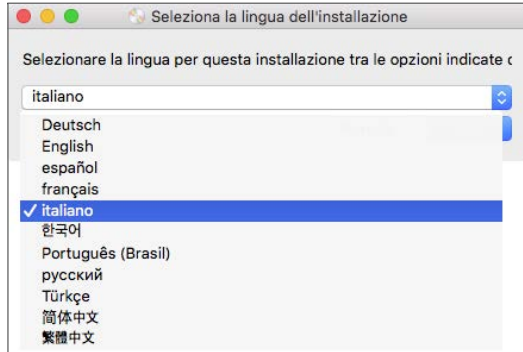 Seleziona la lingua dell'installazione
Selezionare la lingua per questa installazione tra le opzioni indicate
italiano
Deutsch
English
español
français
italiano
한국어
Português (Brasil)
русский
Türkçe
简体中文
繁體中文